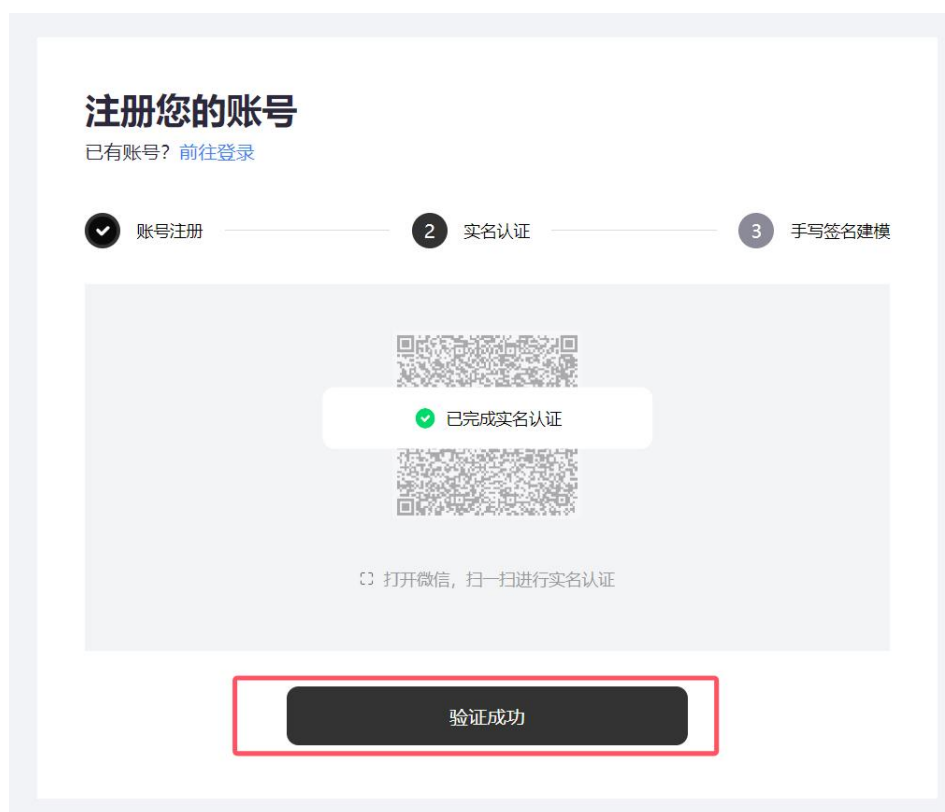 注册您的账号
已有账号？前往登录
账号注册
2 实名认证
3 手写签名建模
已完成实名认证
打开微信，扫一扫进行实名认证
验证成功